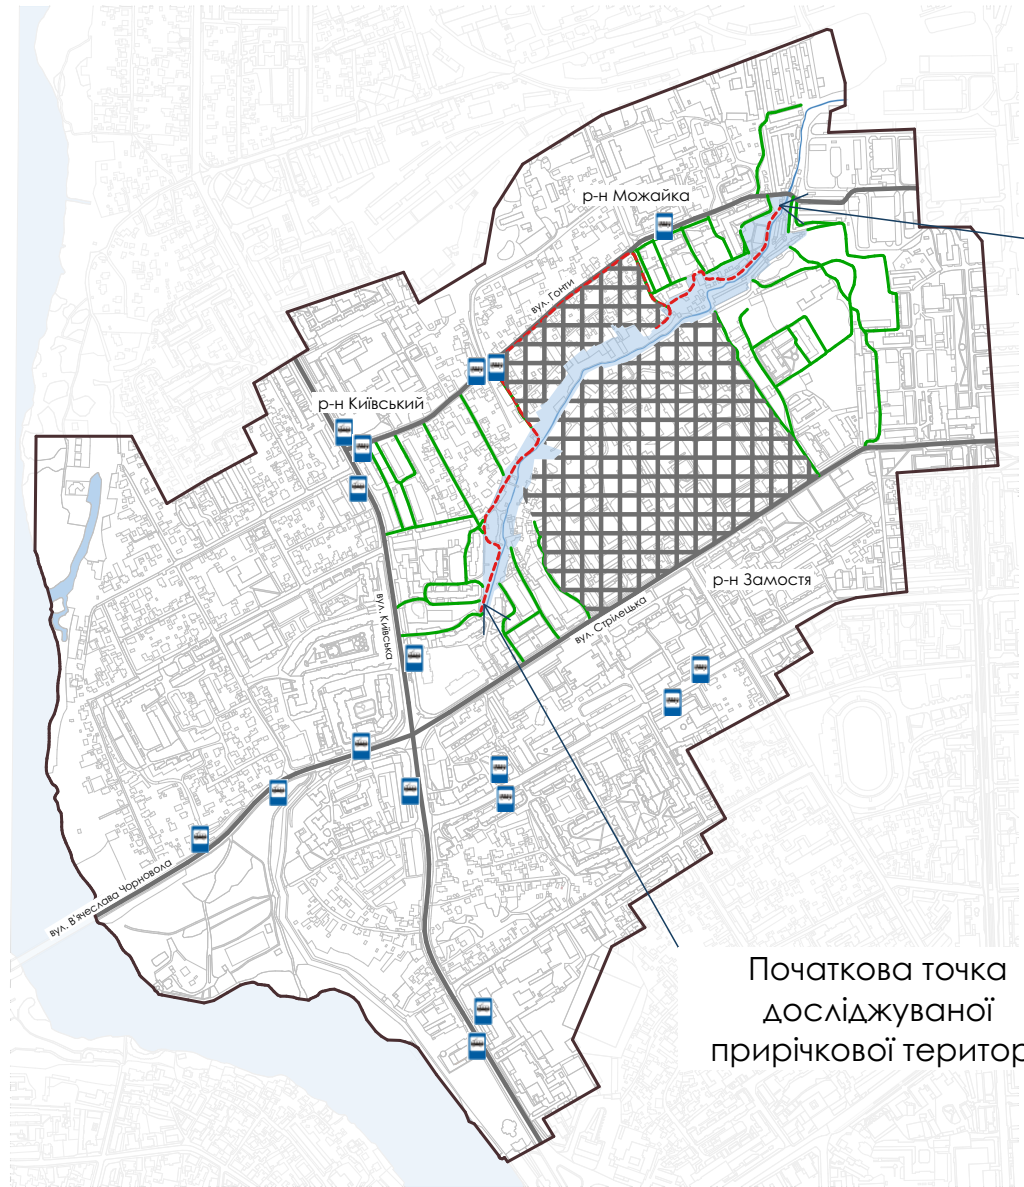 р-н Можайка
вул. Гонти
р-н Київський
р-н Замостя
вул. Київська
вул. Стрілецька
вул. В'ячеслава Чорновола
Початкова точка
досліджуваної
прирічкової територ